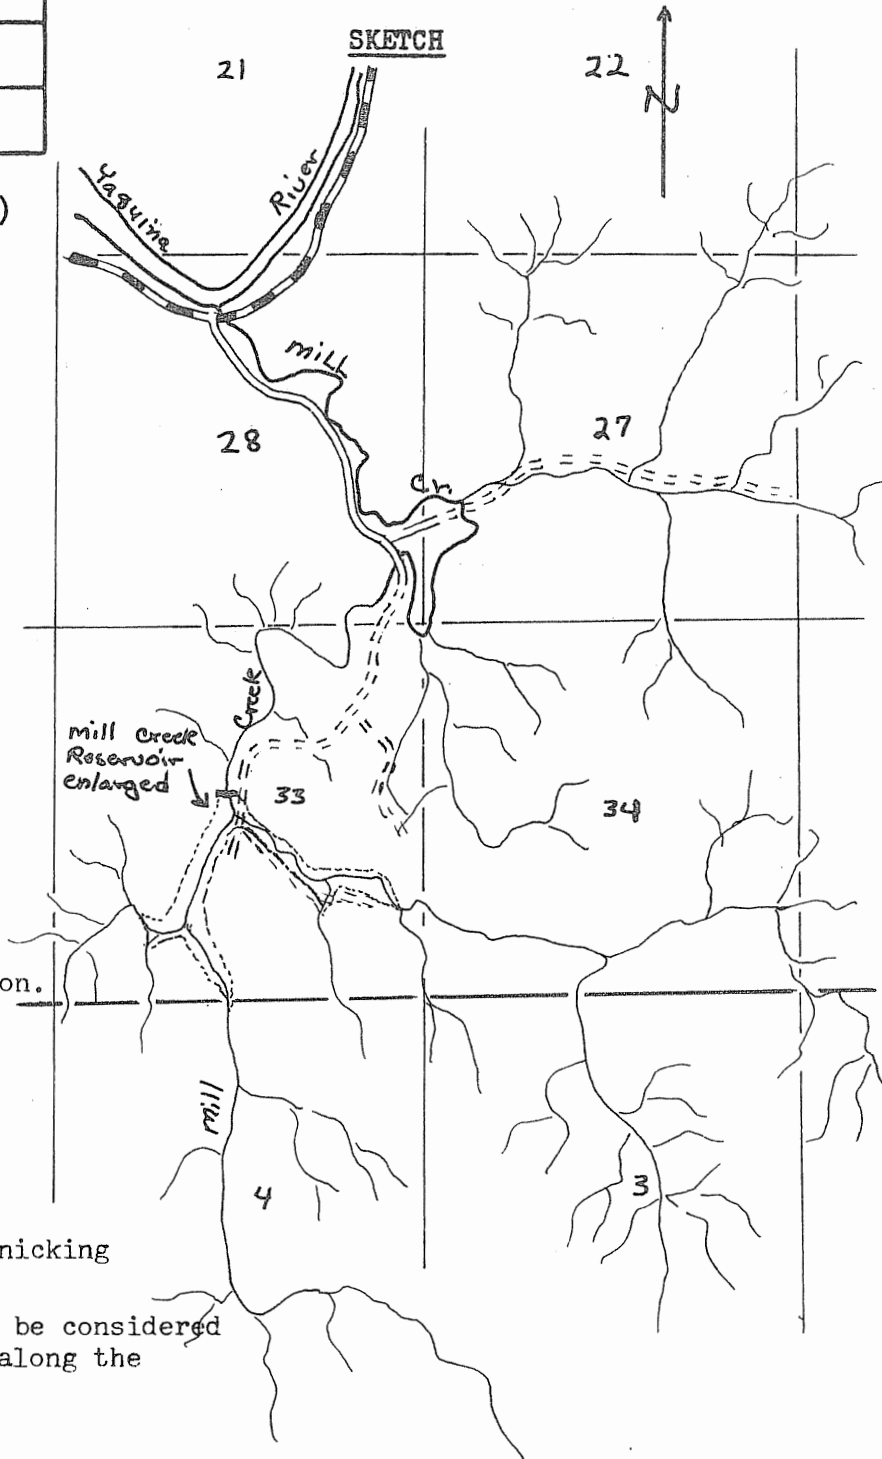 SKETCH
21
22
N
)
Yaquina
River
mill
28
27
Cr.
Creek
mill Creek
Reservoir
enlarged
33
34
on.
mill
4
3
nicking
be considered
along the